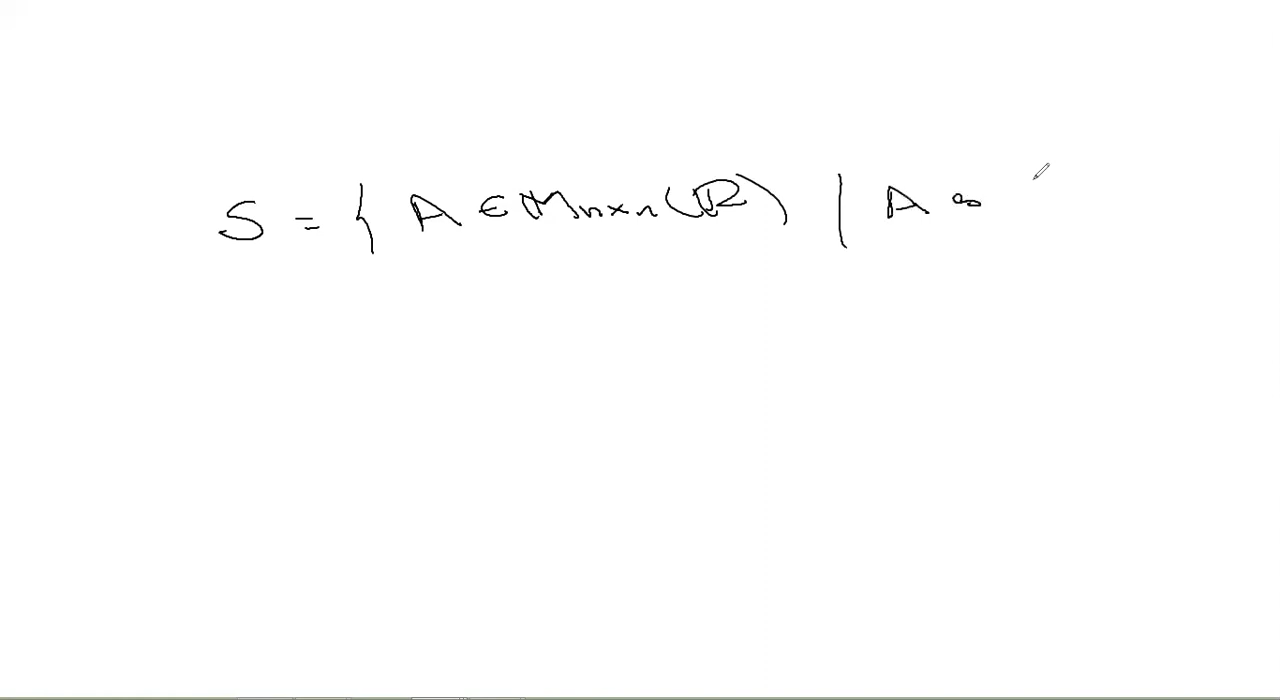 S = { A ∈ Mn×n(ℝ) | A